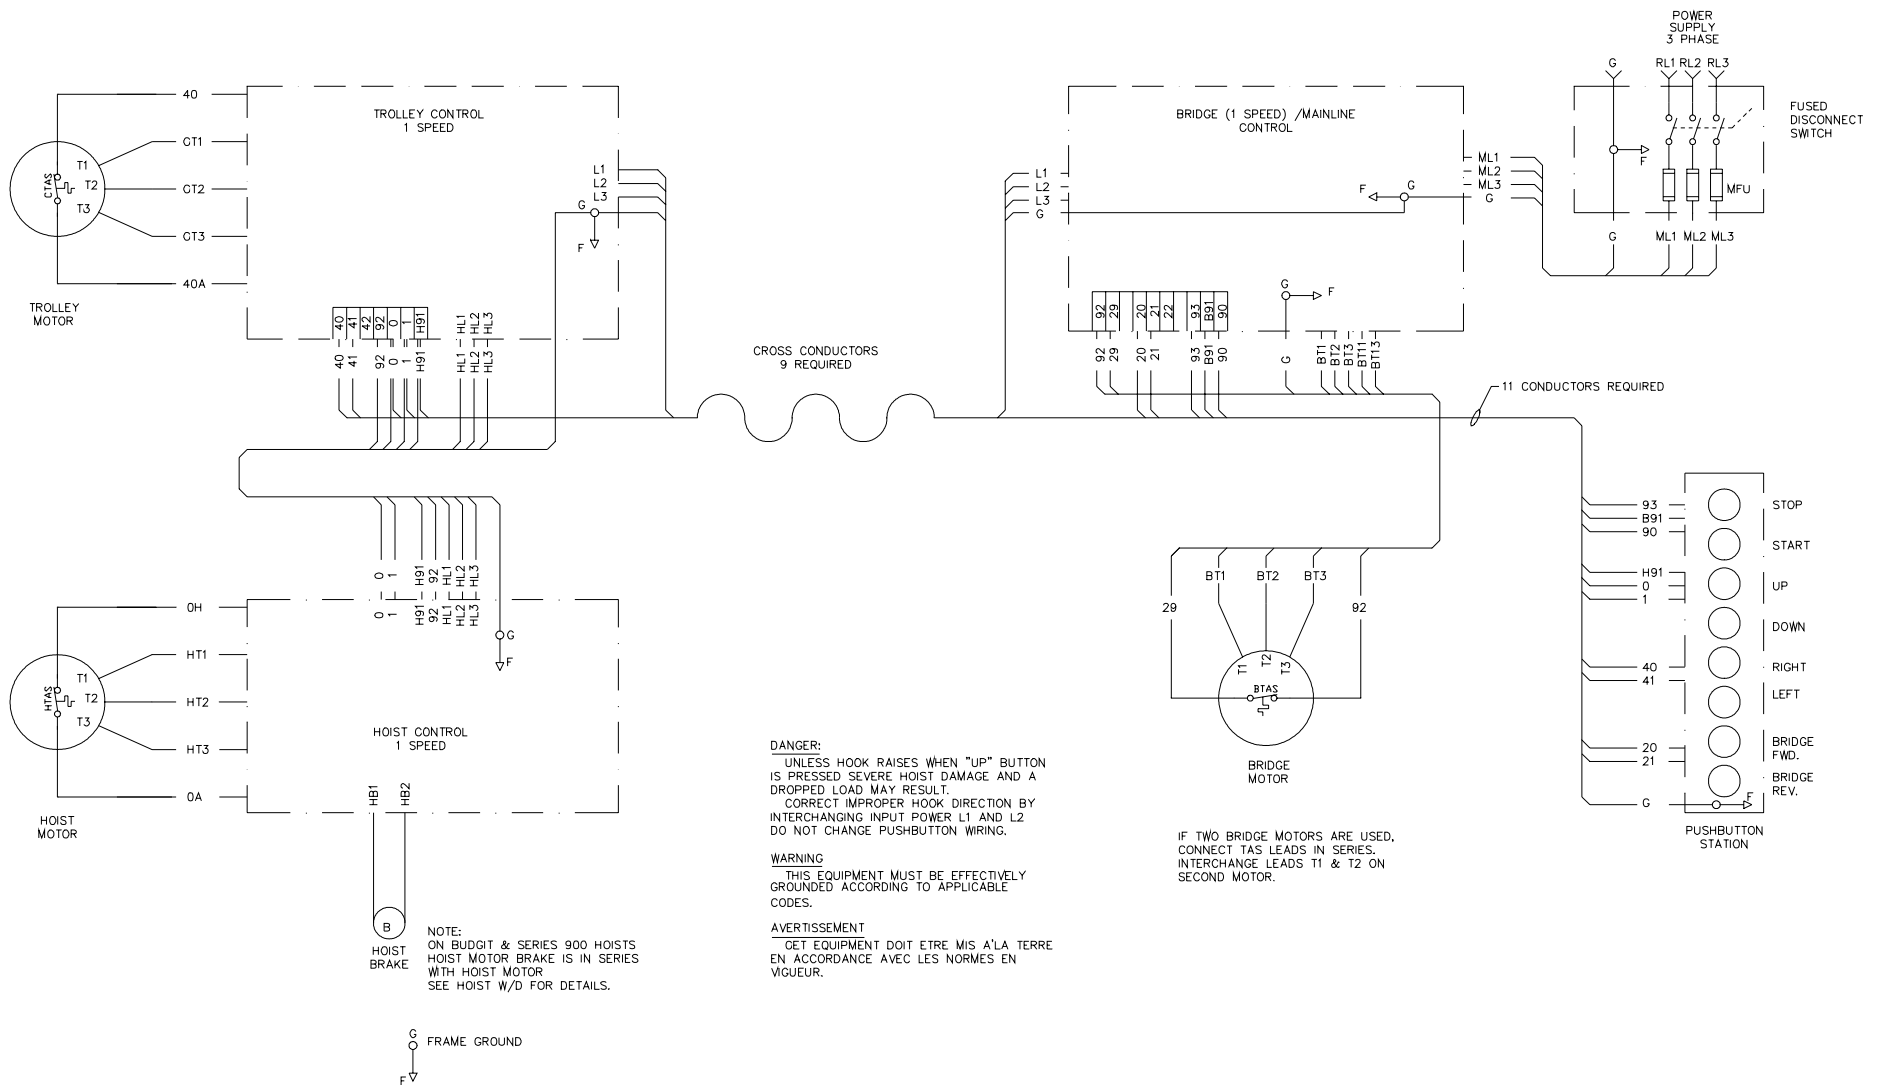 POWER
SUPPLY
3 PHASE
G RL1 RL2 RL3
FUSED
DISCONNECT
SWITCH
F
MFU
G ML1 ML2 ML3
40
CT1
CT2
CT3
40A
CTAS
T1
T2
T3
TROLLEY
MOTOR
TROLLEY CONTROL
1 SPEED
L1
L2
L3
G
F
40 41 42 92 0 1 H91 HL1 HL2 HL3
40 41 92 0 1 H91 HL1 HL2 HL3
CROSS CONDUCTORS
9 REQUIRED
BRIDGE (1 SPEED) /MAINLINE
CONTROL
L1
L2
L3
G
ML1
ML2
ML3
G
F G
G F
92 29 20 21 22 93 B91 90
92 29 20 21 93 B91 90 G BT1 BT2 BT3 BT11 BT13
11 CONDUCTORS REQUIRED
0 1 H91 92 HL1 HL2 HL3
0 1 H91 92 HL1 HL2 HL3
G
F
0H
HT1
HT2
HT3
0A
HTAS
T1
T2
T3
HOIST
MOTOR
HOIST CONTROL
1 SPEED
HB1 HB2
B
HOIST
BRAKE
NOTE:
ON BUDGIT & SERIES 900 HOISTS
HOIST MOTOR BRAKE IS IN SERIES
WITH HOIST MOTOR
SEE HOIST W/D FOR DETAILS.
G
FRAME GROUND
F
DANGER:
UNLESS HOOK RAISES WHEN "UP" BUTTON
IS PRESSED SEVERE HOIST DAMAGE AND A
DROPPED LOAD MAY RESULT.
CORRECT IMPROPER HOOK DIRECTION BY
INTERCHANGING INPUT POWER L1 AND L2
DO NOT CHANGE PUSHBUTTON WIRING.
WARNING
THIS EQUIPMENT MUST BE EFFECTIVELY
GROUNDED ACCORDING TO APPLICABLE
CODES.
AVERTISSEMENT
CET EQUIPMENT DOIT ETRE MIS A'LA TERRE
EN ACCORDANCE AVEC LES NORMES EN
VIGUEUR.
BT1 BT2 BT3
29 92
T1 T2 T3
BTAS
BRIDGE
MOTOR
IF TWO BRIDGE MOTORS ARE USED,
CONNECT TAS LEADS IN SERIES.
INTERCHANGE LEADS T1 & T2 ON
SECOND MOTOR.
93
B91
90
H91
0
1
40
41
20
21
G
F
STOP
START
UP
DOWN
RIGHT
LEFT
BRIDGE
FWD.
BRIDGE
REV.
PUSHBUTTON
STATION